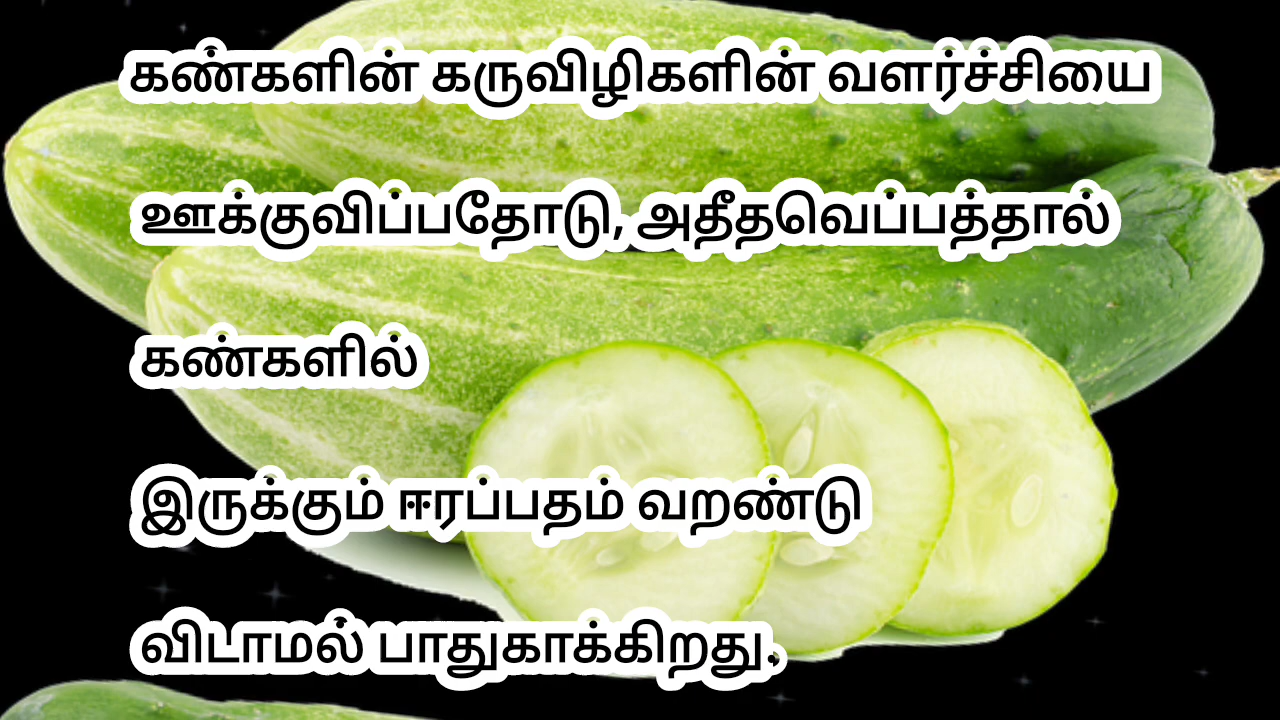 கண்களின் கருவிழிகளின் வளர்ச்சியை
ஊக்குவிப்பதோடு, அதீதவெப்பத்தால்
கண்களில்
இருக்கும் ஈரப்பதம் வறண்டு
விடாமல் பாதுகாக்கிறது.